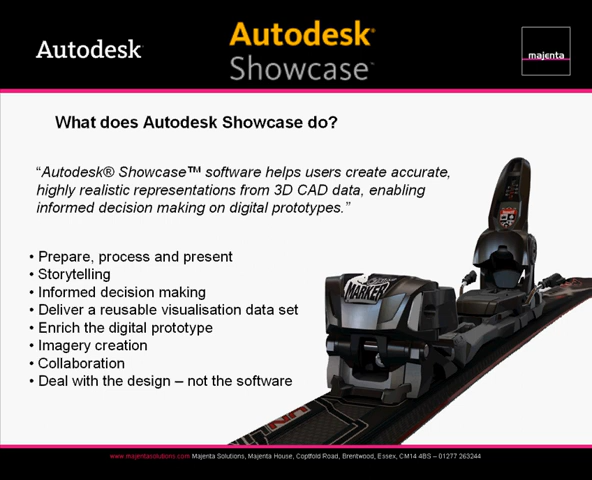 Autodesk
Autodesk®
Showcase™
majenta
What does Autodesk Showcase do?
“Autodesk® Showcase™ software helps users create accurate,
highly realistic representations from 3D CAD data, enabling
informed decision making on digital prototypes.”
• Prepare, process and present
• Storytelling
• Informed decision making
• Deliver a reusable visualisation data set
• Enrich the digital prototype
• Imagery creation
• Collaboration
• Deal with the design – not the software
MARKER
www.majentasolutions.com Majenta Solutions, Majenta House, Coptfold Road, Brentwood, Essex, CM14 4BS – 01277 263244